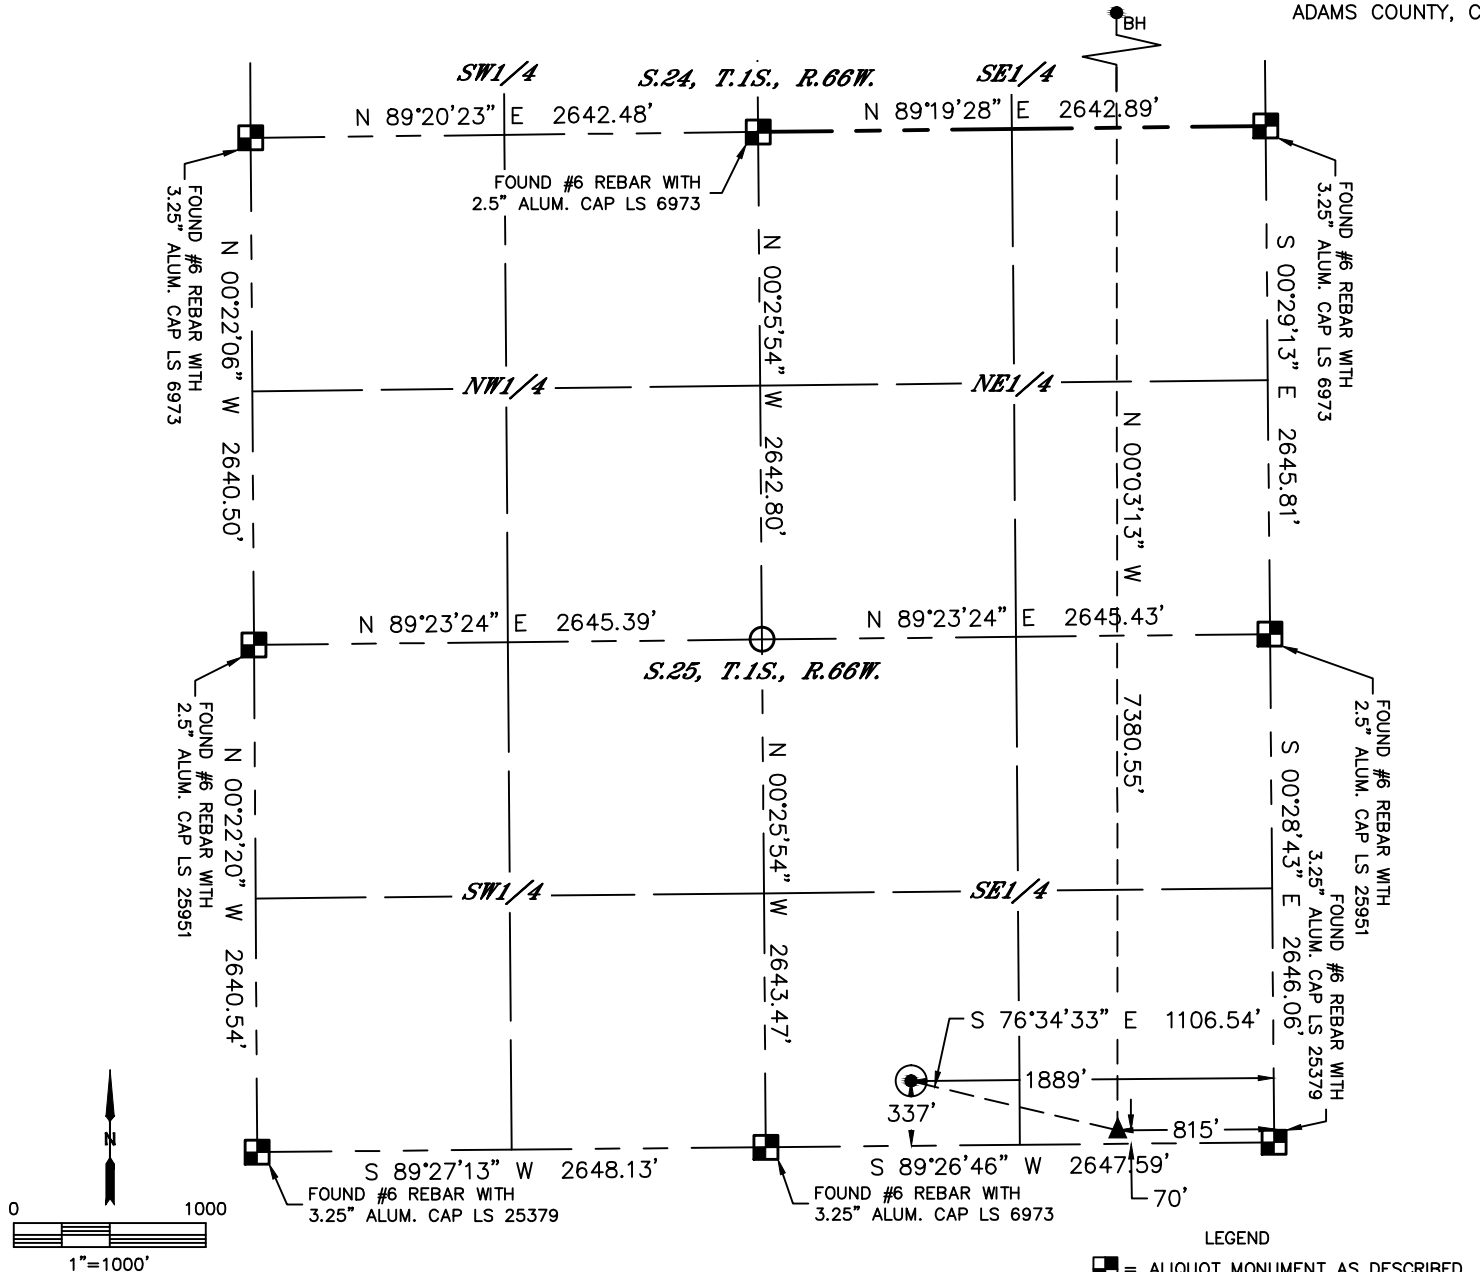 ADAMS COUNTY, C
BH
SW1/4
S.24, T.1S., R.66W.
SE1/4
N 89°20'23" E 2642.48'
N 89°19'28" E 2642.89'
FOUND #6 REBAR WITH
3.25" ALUM. CAP LS 6973
FOUND #6 REBAR WITH
2.5" ALUM. CAP LS 6973
FOUND #6 REBAR WITH
3.25" ALUM. CAP LS 6973
N 00°22'06" W 2640.50'
N 00°25'54" W 2642.80'
S 00°29'13" E 2645.81'
NW1/4
NE1/4
N 00°03'13" W 7380.55'
N 89°23'24" E 2645.39'
N 89°23'24" E 2645.43'
S.25, T.1S., R.66W.
FOUND #6 REBAR WITH
2.5" ALUM. CAP LS 25951
FOUND #6 REBAR WITH
2.5" ALUM. CAP LS 25951
N 00°22'20" W 2640.54'
N 00°25'54" W 2643.47'
S 00°28'43" E 2646.06'
SW1/4
SE1/4
FOUND #6 REBAR WITH
3.25" ALUM. CAP LS 25379
S 76°34'33" E 1106.54'
1889'
337'
815'
70'
S 89°27'13" W 2648.13'
S 89°26'46" W 2647.59'
FOUND #6 REBAR WITH
3.25" ALUM. CAP LS 25379
FOUND #6 REBAR WITH
3.25" ALUM. CAP LS 6973
N
0 1000
1"=1000'
LEGEND
= ALIQUOT MONUMENT AS DESCRIBED